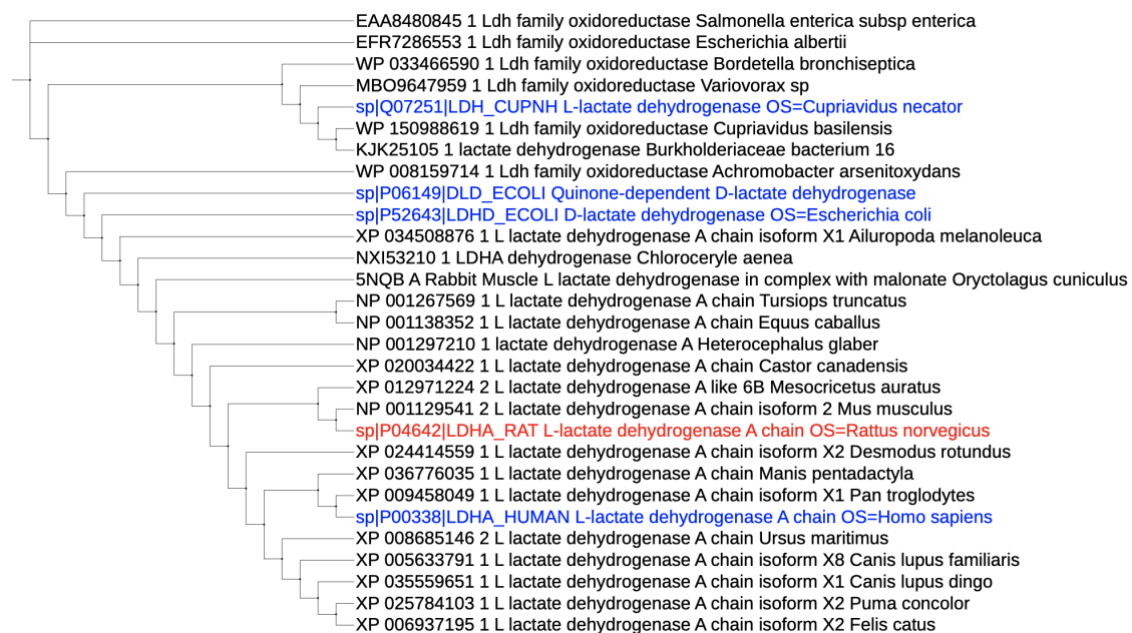 EAA8480845 1 Ldh family oxidoreductase Salmonella enterica subsp enterica
EFR7286553 1 Ldh family oxidoreductase Escherichia albertii
WP 033466590 1 Ldh family oxidoreductase Bordetella bronchiseptica
MBO9647959 1 Ldh family oxidoreductase Variovorax sp
sp|Q07251|LDH_CUPNH L-lactate dehydrogenase OS=Cupriavidus necator
WP 150988619 1 Ldh family oxidoreductase Cupriavidus basilensis
KJK25105 1 lactate dehydrogenase Burkholderiaceae bacterium 16
WP 008159714 1 Ldh family oxidoreductase Achromobacter arsenitoxydans
sp|P06149|DLD_ECOLI Quinone-dependent D-lactate dehydrogenase
sp|P52643|LDHD_ECOLI D-lactate dehydrogenase OS=Escherichia coli
XP 034508876 1 L lactate dehydrogenase A chain isoform X1 Ailuropoda melanoleuca
NXI53210 1 LDHA dehydrogenase Chloroceryle aenea
5NQB A Rabbit Muscle L lactate dehydrogenase in complex with malonate Oryctolagus cuniculus
NP 001267569 1 L lactate dehydrogenase A chain Tursiops truncatus
NP 001138352 1 L lactate dehydrogenase A chain Equus caballus
NP 001297210 1 lactate dehydrogenase A Heterocephalus glaber
XP 020034422 1 L lactate dehydrogenase A chain Castor canadensis
XP 012971224 2 L lactate dehydrogenase A like 6B Mesocricetus auratus
NP 001129541 2 L lactate dehydrogenase A chain isoform 2 Mus musculus
sp|P04642|LDHA_RAT L-lactate dehydrogenase A chain OS=Rattus norvegicus
XP 024414559 1 L lactate dehydrogenase A chain isoform X2 Desmodus rotundus
XP 036776035 1 L lactate dehydrogenase A chain Manis pentadactyla
XP 009458049 1 L lactate dehydrogenase A chain isoform X1 Pan troglodytes
sp|P00338|LDHA_HUMAN L-lactate dehydrogenase A chain OS=Homo sapiens
XP 008685146 2 L lactate dehydrogenase A chain Ursus maritimus
XP 005633791 1 L lactate dehydrogenase A chain isoform X8 Canis lupus familiaris
XP 035559651 1 L lactate dehydrogenase A chain isoform X1 Canis lupus dingo
XP 025784103 1 L lactate dehydrogenase A chain isoform X2 Puma concolor
XP 006937195 1 L lactate dehydrogenase A chain isoform X2 Felis catus